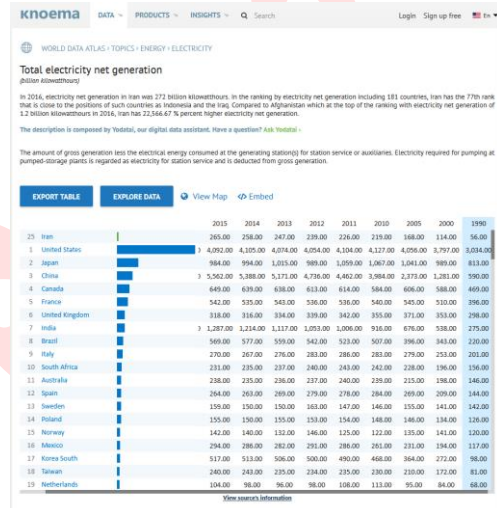 knoema DATA PRODUCTS INSIGHTS Search Login Sign up free En
WORLD DATA ATLAS › TOPICS › ENERGY › ELECTRICITY
Total electricity net generation
(billion kilowatthours)
In 2016, electricity net generation in Iran was 272 billion kilowatthours. In the ranking by electricity net generation including 181 countries, Iran has the 77th rank
that is close to the positions of such countries as Indonesia and the Iraq. Compared to Afghanistan which at the top of the ranking with electricity net generation of
1.2 billion kilowatthours in 2016, Iran has 22,566.67 % percent higher electricity net generation.
The description is composed by Yodatai, our digital data assistant. Have a question? Ask Yodatai ›
The amount of gross generation less the electrical energy consumed at the generating station(s) for station service or auxiliaries. Electricity required for pumping at
pumped-storage plants is regarded as electricity for station service and is deducted from gross generation.
EXPORT TABLE EXPLORE DATA View Map </> Embed
2015 2014 2013 2012 2011 2010 2005 2000 1990
25 Iran 265.00 258.00 247.00 239.00 226.00 219.00 168.00 114.00 56.00
1 United States 4,092.00 4,105.00 4,074.00 4,054.00 4,104.00 4,127.00 4,056.00 3,797.00 3,034.00
2 Japan 984.00 994.00 1,015.00 989.00 1,059.00 1,067.00 1,041.00 989.00 813.00
3 China 5,562.00 5,388.00 5,171.00 4,736.00 4,462.00 3,984.00 2,373.00 1,281.00 590.00
4 Canada 649.00 639.00 638.00 613.00 614.00 584.00 606.00 588.00 469.00
5 France 542.00 535.00 543.00 536.00 536.00 540.00 545.00 510.00 396.00
6 United Kingdom 318.00 316.00 334.00 339.00 342.00 355.00 371.00 353.00 298.00
7 India 1,287.00 1,214.00 1,117.00 1,053.00 1,006.00 916.00 676.00 538.00 275.00
8 Brazil 569.00 577.00 559.00 542.00 523.00 507.00 396.00 343.00 220.00
9 Italy 270.00 267.00 276.00 283.00 286.00 283.00 279.00 253.00 201.00
10 South Africa 231.00 235.00 237.00 240.00 243.00 242.00 228.00 196.00 156.00
11 Australia 238.00 235.00 236.00 237.00 240.00 239.00 215.00 198.00 146.00
12 Spain 264.00 263.00 269.00 279.00 278.00 284.00 269.00 209.00 144.00
13 Sweden 159.00 150.00 150.00 163.00 147.00 146.00 155.00 141.00 142.00
14 Poland 155.00 150.00 155.00 153.00 154.00 148.00 146.00 134.00 126.00
15 Norway 142.00 140.00 132.00 146.00 125.00 122.00 135.00 141.00 120.00
16 Mexico 294.00 286.00 282.00 291.00 286.00 261.00 231.00 194.00 117.00
17 Korea South 517.00 513.00 506.00 500.00 490.00 468.00 364.00 272.00 98.00
18 Taiwan 240.00 243.00 235.00 234.00 235.00 230.00 210.00 172.00 81.00
19 Netherlands 104.00 98.00 96.00 98.00 108.00 113.00 95.00 84.00 68.00
View source's information